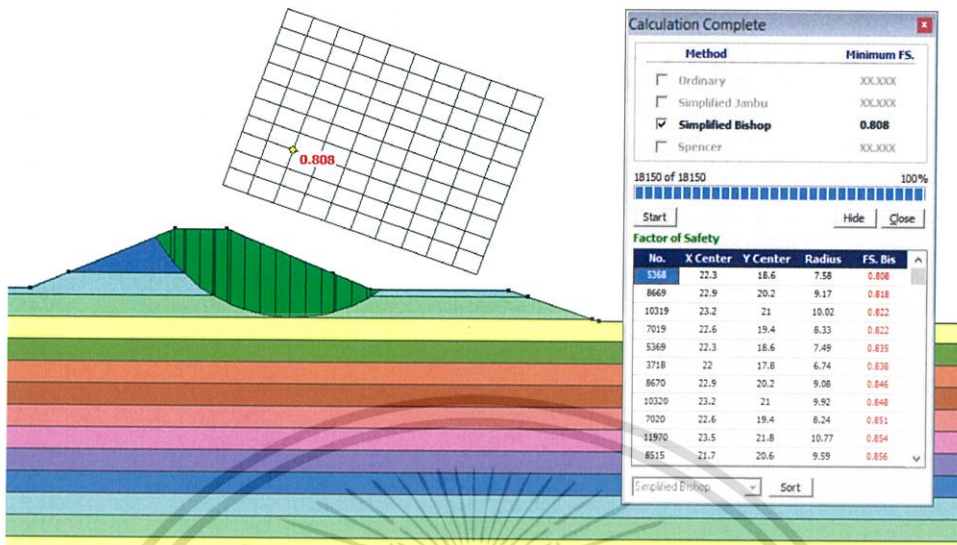 0.808
Calculation Complete
Method Minimum FS.
Ordinary XX.XXX
Simplified Janbu XX.XXX
Simplified Bishop 0.808
Spencer XX.XXX
18150 of 18150 100%
Start Hide Close
Factor of Safety
No. X Center Y Center Radius FS. Bis
5368 22.3 18.6 7.58 0.808
8669 22.9 20.2 9.17 0.818
10319 23.2 21 10.02 0.822
7019 22.6 19.4 8.33 0.822
5369 22.3 18.6 7.49 0.835
3718 22 17.8 6.74 0.838
8670 22.9 20.2 9.08 0.846
10320 23.2 21 9.92 0.848
7020 22.6 19.4 8.24 0.851
11970 23.5 21.8 10.77 0.854
8515 21.7 20.6 9.59 0.856
Simplified Bishop Sort